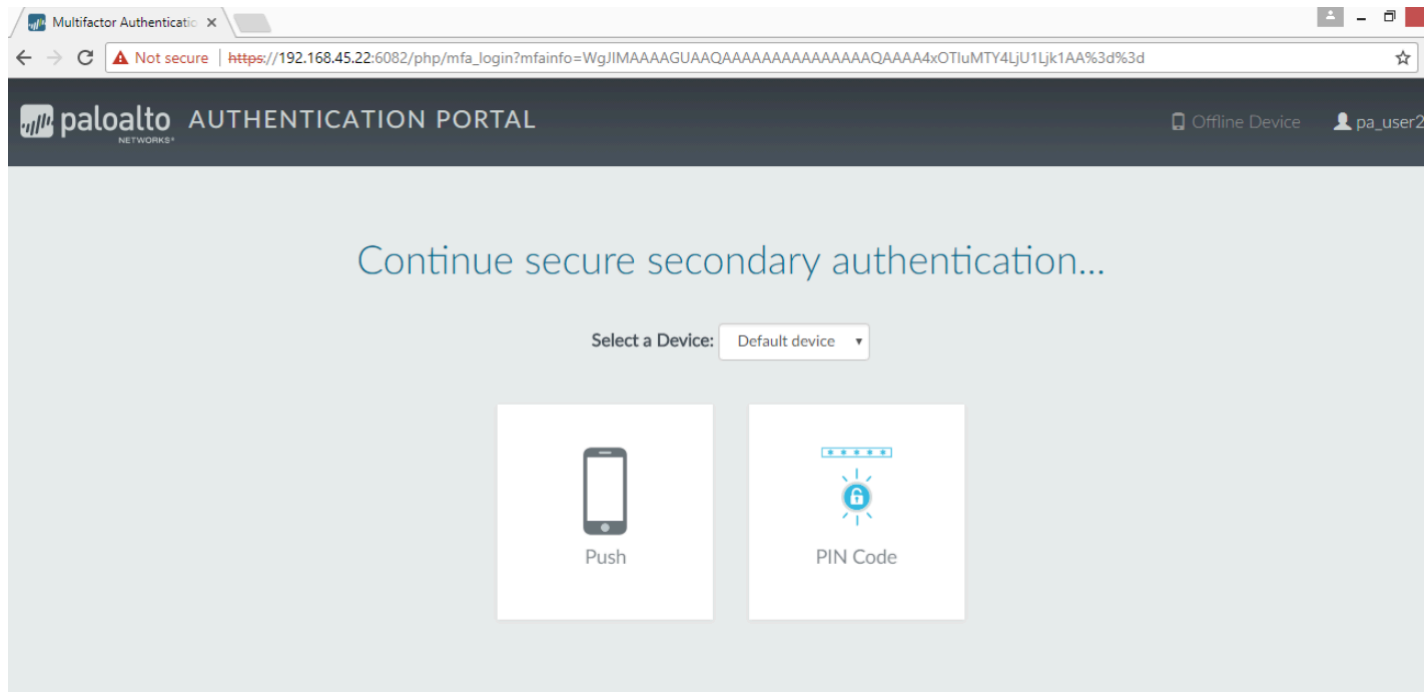 Multifactor Authenticatio
Not secure | https://192.168.45.22:6082/php/mfa_login?mfainfo=WgJIMAAAAGUAAQAAAAAAAAAAAAAAAQAAAA4xOTIuMTY4LjU1Ljk1AA%3d%3d
paloalto NETWORKS® AUTHENTICATION PORTAL Offline Device pa_user2
Continue secure secondary authentication...
Select a Device: Default device
Push PIN Code